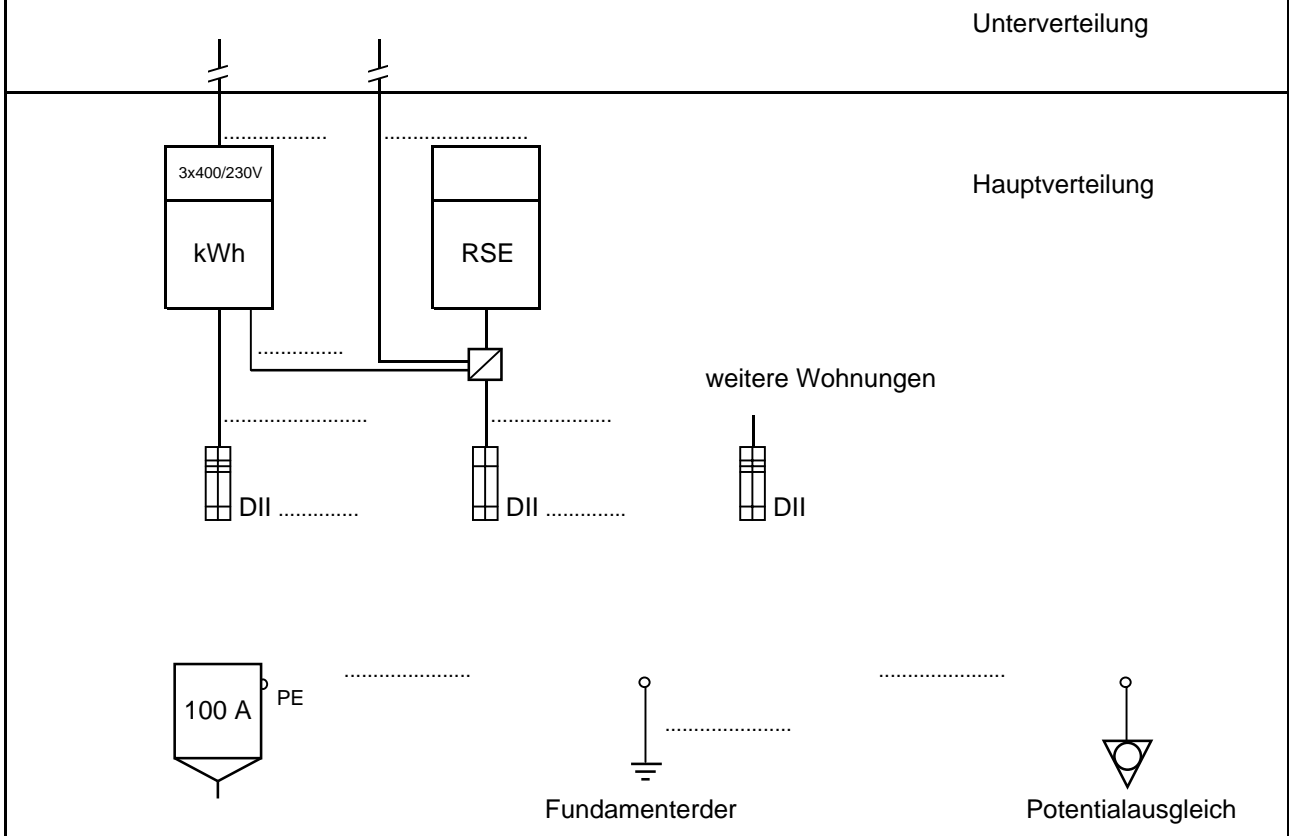 Unterverteilung
.................. .........................
3x400/230V
Hauptverteilung
kWh RSE
...............
weitere Wohnungen
......................... .....................
DII .............. DII .............. DII
...................... ......................
100 A PE
......................
Fundamenterder Potentialausgleich